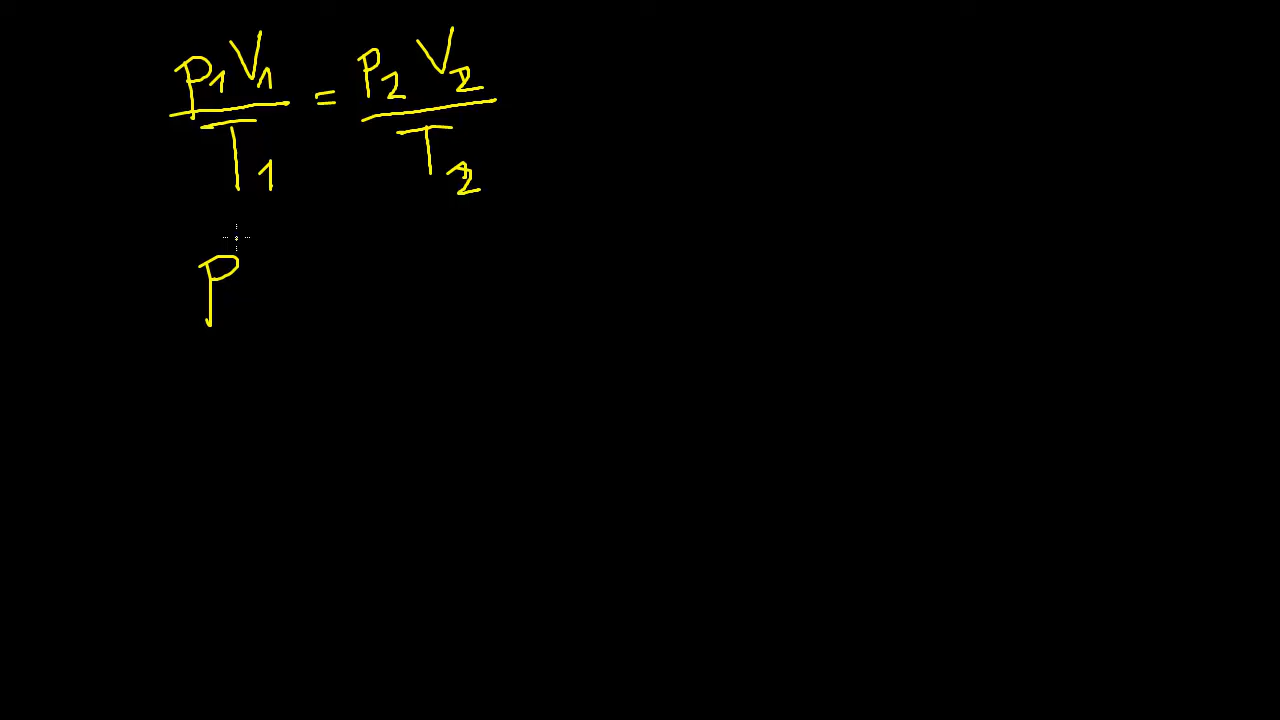 p₁V₁ / T₁ = p₂V₂ / T₂
P